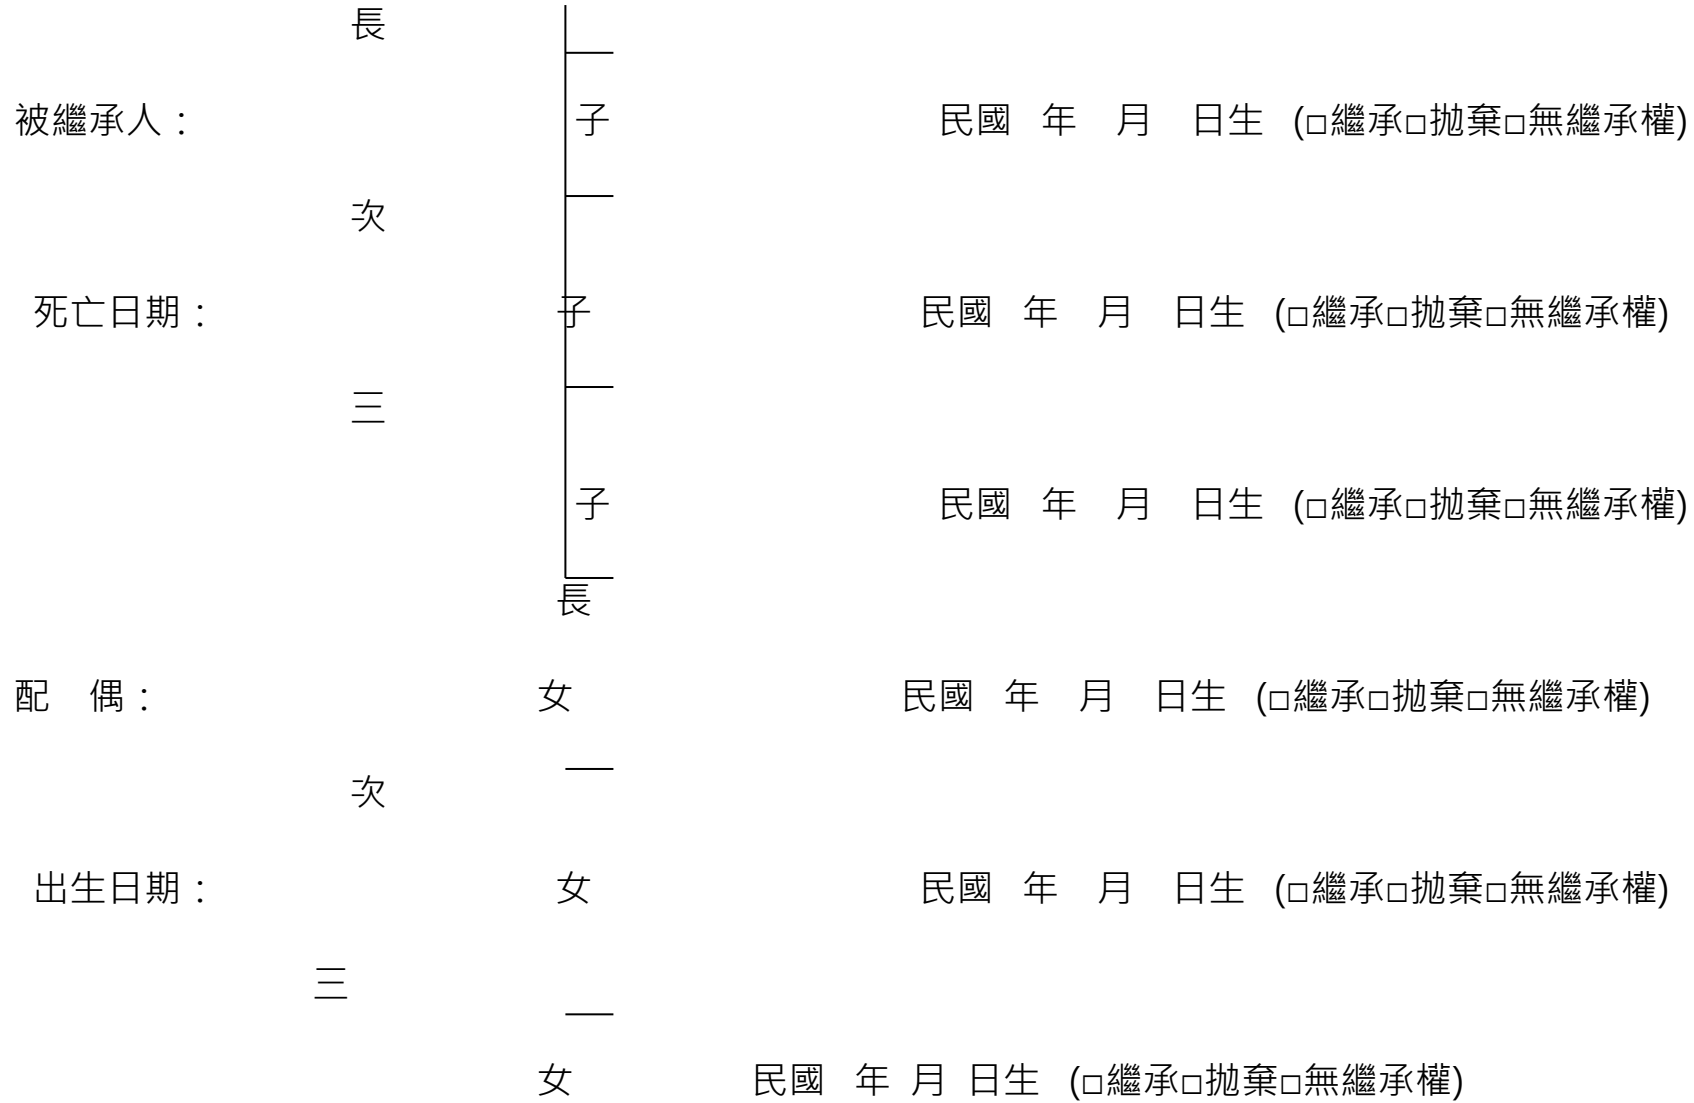 長
被繼承人： 子 民國 年 月 日生 (□繼承□拋棄□無繼承權)
次
死亡日期： 子 民國 年 月 日生 (□繼承□拋棄□無繼承權)
三
子 民國 年 月 日生 (□繼承□拋棄□無繼承權)
長
配 偶： 女 民國 年 月 日生 (□繼承□拋棄□無繼承權)
次
出生日期： 女 民國 年 月 日生 (□繼承□拋棄□無繼承權)
三
女 民國 年 月 日生 (□繼承□拋棄□無繼承權)